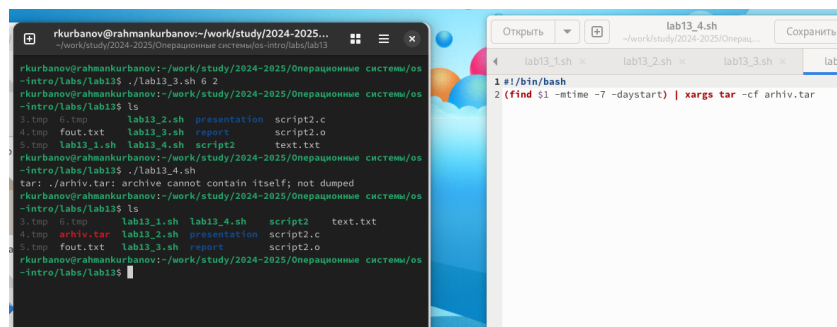 rkurbanov@rahmankurbanov:~/work/study/2024-2025...
~/work/study/2024-2025/Операционные системы/os-intro/labs/lab13
rkurbanov@rahmankurbanov:~/work/study/2024-2025/Операционные системы/os
-intro/labs/lab13$ ./lab13_3.sh 6 2
rkurbanov@rahmankurbanov:~/work/study/2024-2025/Операционные системы/os
-intro/labs/lab13$ ls
3.tmp 6.tmp lab13_2.sh presentation script2.c
4.tmp fout.txt lab13_3.sh report script2.o
5.tmp lab13_1.sh lab13_4.sh script2 text.txt
rkurbanov@rahmankurbanov:~/work/study/2024-2025/Операционные системы/os
-intro/labs/lab13$ ./lab13_4.sh
tar: ./arhiv.tar: archive cannot contain itself; not dumped
rkurbanov@rahmankurbanov:~/work/study/2024-2025/Операционные системы/os
-intro/labs/lab13$ ls
3.tmp 6.tmp lab13_1.sh lab13_4.sh script2 text.txt
4.tmp arhiv.tar lab13_2.sh presentation script2.c
5.tmp fout.txt lab13_3.sh report script2.o
rkurbanov@rahmankurbanov:~/work/study/2024-2025/Операционные системы/os
-intro/labs/lab13$
Открыть
lab13_4.sh
~/work/study/2024-2025/Операц...
Сохранить
lab13_1.sh × lab13_2.sh × lab13_3.sh × lab
1 #!/bin/bash
2 (find $1 -mtime -7 -daystart) | xargs tar -cf arhiv.tar